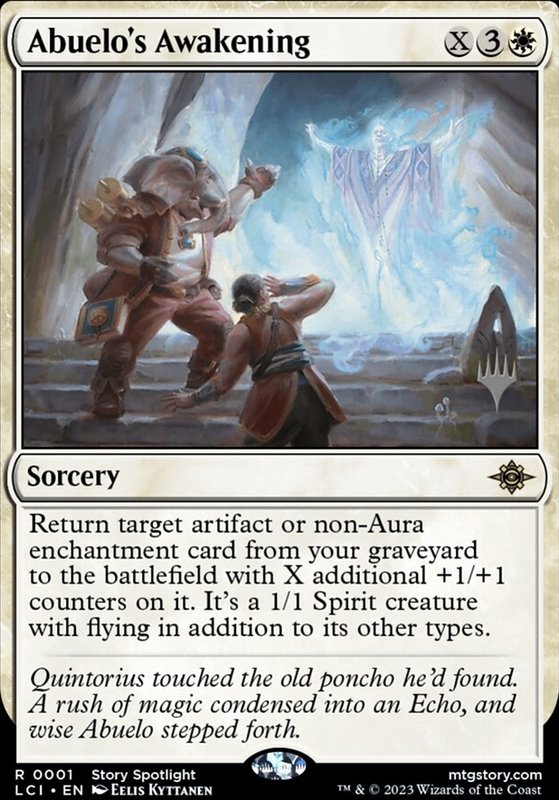 Abuelo's Awakening X 3
Sorcery
Return target artifact or non-Aura
enchantment card from your graveyard
to the battlefield with X additional +1/+1
counters on it. It's a 1/1 Spirit creature
with flying in addition to its other types.
Quintorius touched the old poncho he'd found.
A rush of magic condensed into an Echo, and
wise Abuelo stepped forth.
R 0001 Story Spotlight mtgstory.com
LCI • EN Eelis Kyttanen ™ & © 2023 Wizards of the Coast